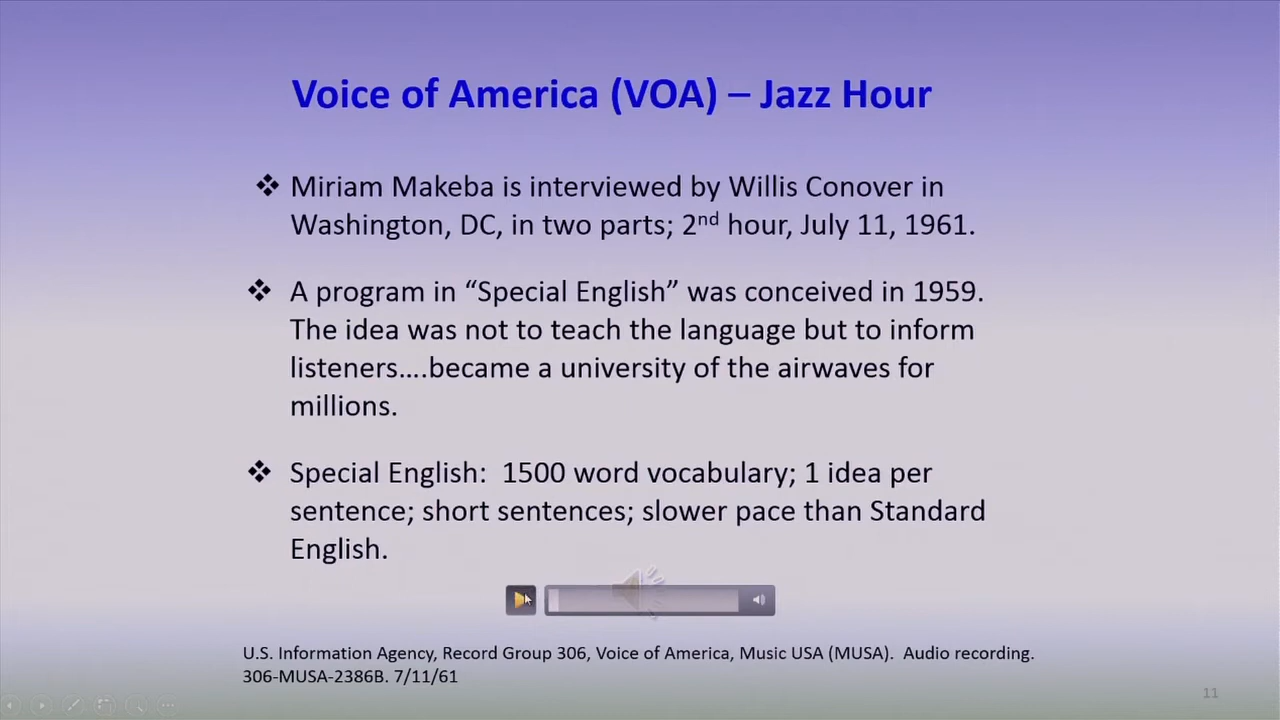 Voice of America (VOA) – Jazz Hour
❖ Miriam Makeba is interviewed by Willis Conover in
Washington, DC, in two parts; 2nd hour, July 11, 1961.
❖ A program in “Special English” was conceived in 1959.
The idea was not to teach the language but to inform
listeners….became a university of the airwaves for
millions.
❖ Special English:  1500 word vocabulary; 1 idea per
sentence; short sentences; slower pace than Standard
English.
U.S. Information Agency, Record Group 306, Voice of America, Music USA (MUSA).  Audio recording.
306-MUSA-2386B. 7/11/61
11